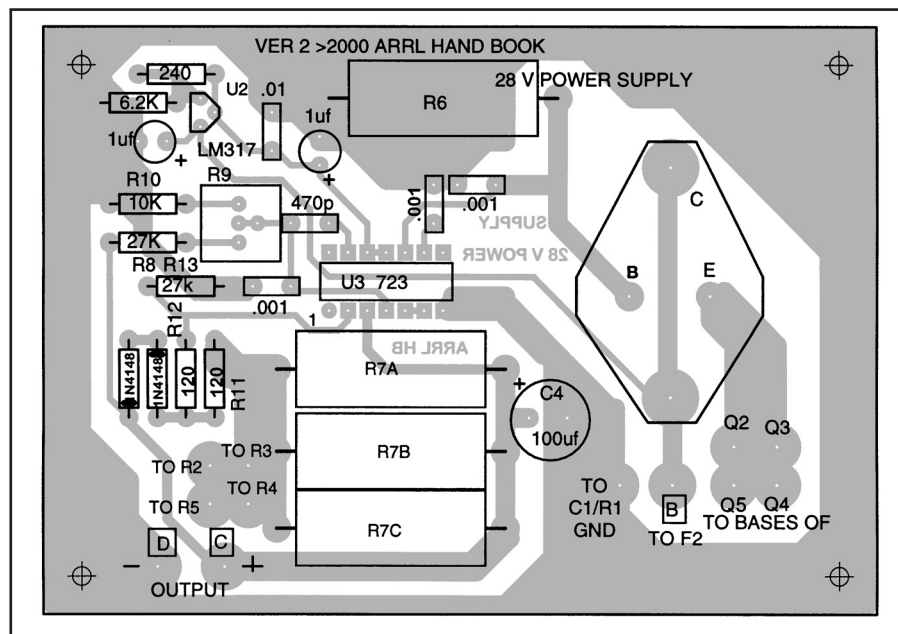 VER 2 >2000 ARRL HAND BOOK
240
U2
.01
28 V POWER SUPPLY
6.2K
R6
1uf
1uf
+
LM317
+
R10
R9
10K
470p
.001
.001
C
SUPPLY
27K
28 V POWER
R8 R13
B
E
27k
U3 723
.001
R12
1
ARRL HB
1N4148
1N4148
120
120
R11
R7A
+
C4
100uf
Q2
Q3
TO R3
TO R2
R7B
TO R4
TO R5
TO
C1/R1
GND
B
Q5
Q4
TO BASES OF
R7C
TO F2
D
C
-
+
OUTPUT